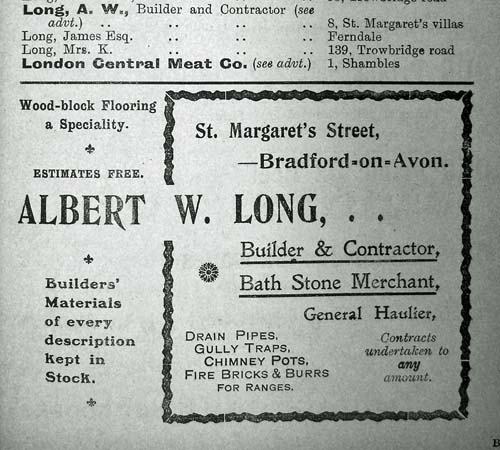 Long, A. W., Builder and Contractor (see
advt.) .. .. .. .. 8, St. Margaret's villas
Long, James Esq. .. .. .. Ferndale
Long, Mrs. K. .. .. .. 139, Trowbridge road
London Central Meat Co. (see advt.) 1, Shambles
Wood-block Flooring
a Speciality.
ESTIMATES FREE.
St. Margaret's Street,
—Bradford-on-Avon.
ALBERT W. LONG, . .
Builder & Contractor,
Bath Stone Merchant,
General Haulier,
Builders'
Materials
of every
description
kept in
Stock.
DRAIN PIPES,
GULLY TRAPS,
CHIMNEY POTS,
FIRE BRICKS & BURRS
FOR RANGES.
Contracts
undertaken to
any
amount.
B